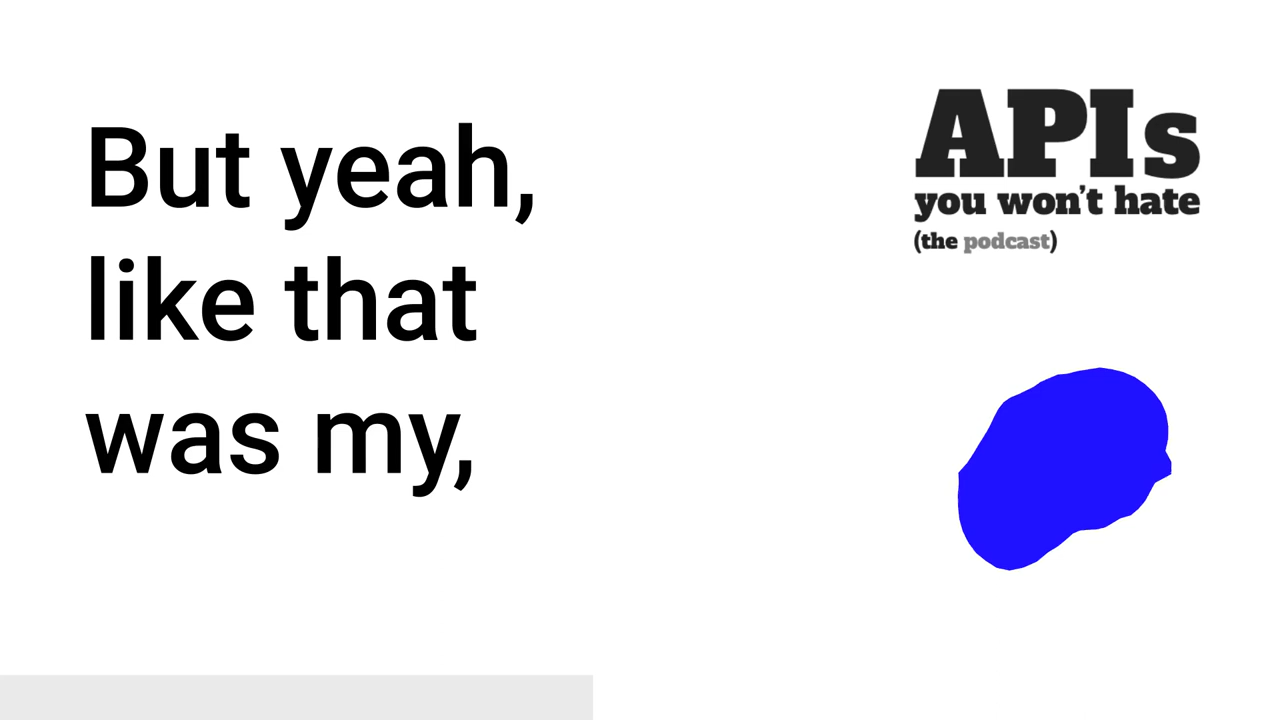 But yeah,
like that
was my,
APIs
you won't hate
(the podcast)